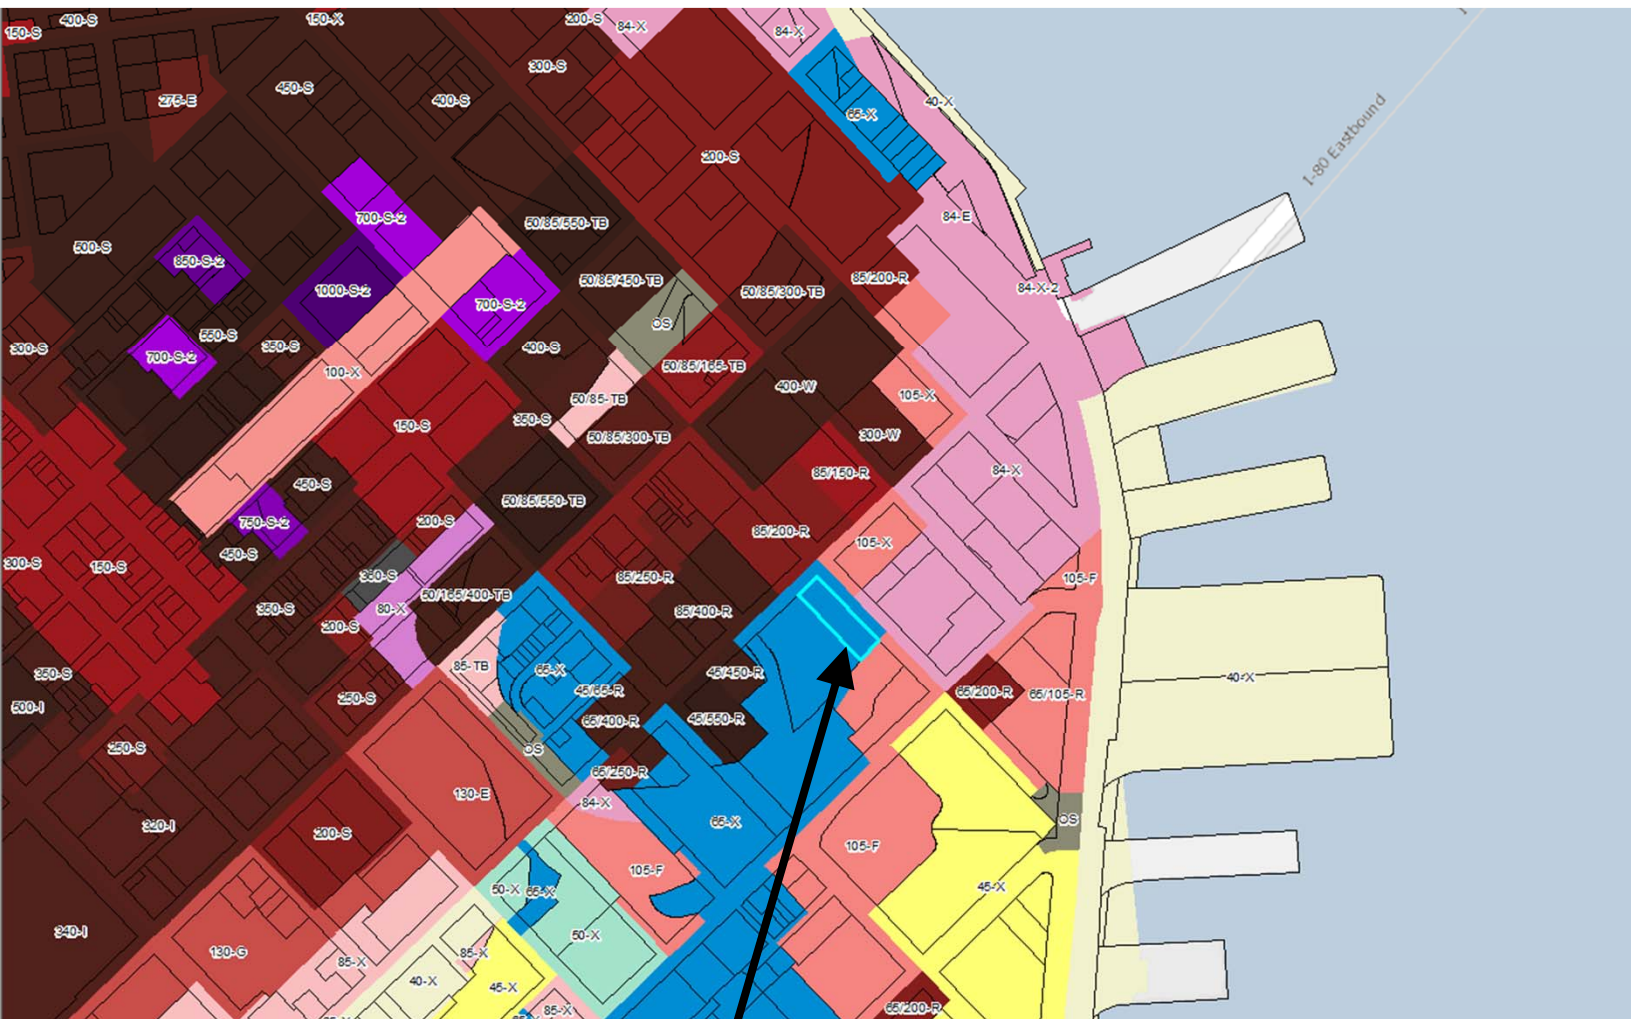 400-S
150-S
150-X
200-S
84-X
84-X
300-S
275-E
450-S
400-S
40-X
65-X
I-80 Eastbound
200-S
700-S-2
50/85/550-TB
84-E
500-S
850-S-2
1000-S-2
50/85/450-TB
85/200-R
50/85/300-TB
84-X-2
700-S-2
OS
550-S
350-S
400-S
300-S
700-S-2
50/85/165-TB
100-X
400-W
50/85-TB
105-X
150-S
350-S
50/85/300-TB
300-W
84-X
85/150-R
450-S
50/85/550-TB
750-S-2
200-S
85/200-R
105-X
450-S
300-S
150-S
360-S
85/250-R
105-F
50/165/400-TB
350-S
80-X
85/400-R
200-S
85-TB
65-X
45/450-R
350-S
40-X
45/65-R
65/200-R
65/105-R
250-S
500-I
65/400-R
45/550-R
250-S
OS
65/250-R
130-E
84-X
65-X
OS
320-I
200-S
105-F
105-F
50-X
65-X
45-X
340-I
50-X
130-G
85-X
85-X
40-X
45-X
85-X
65/200-R